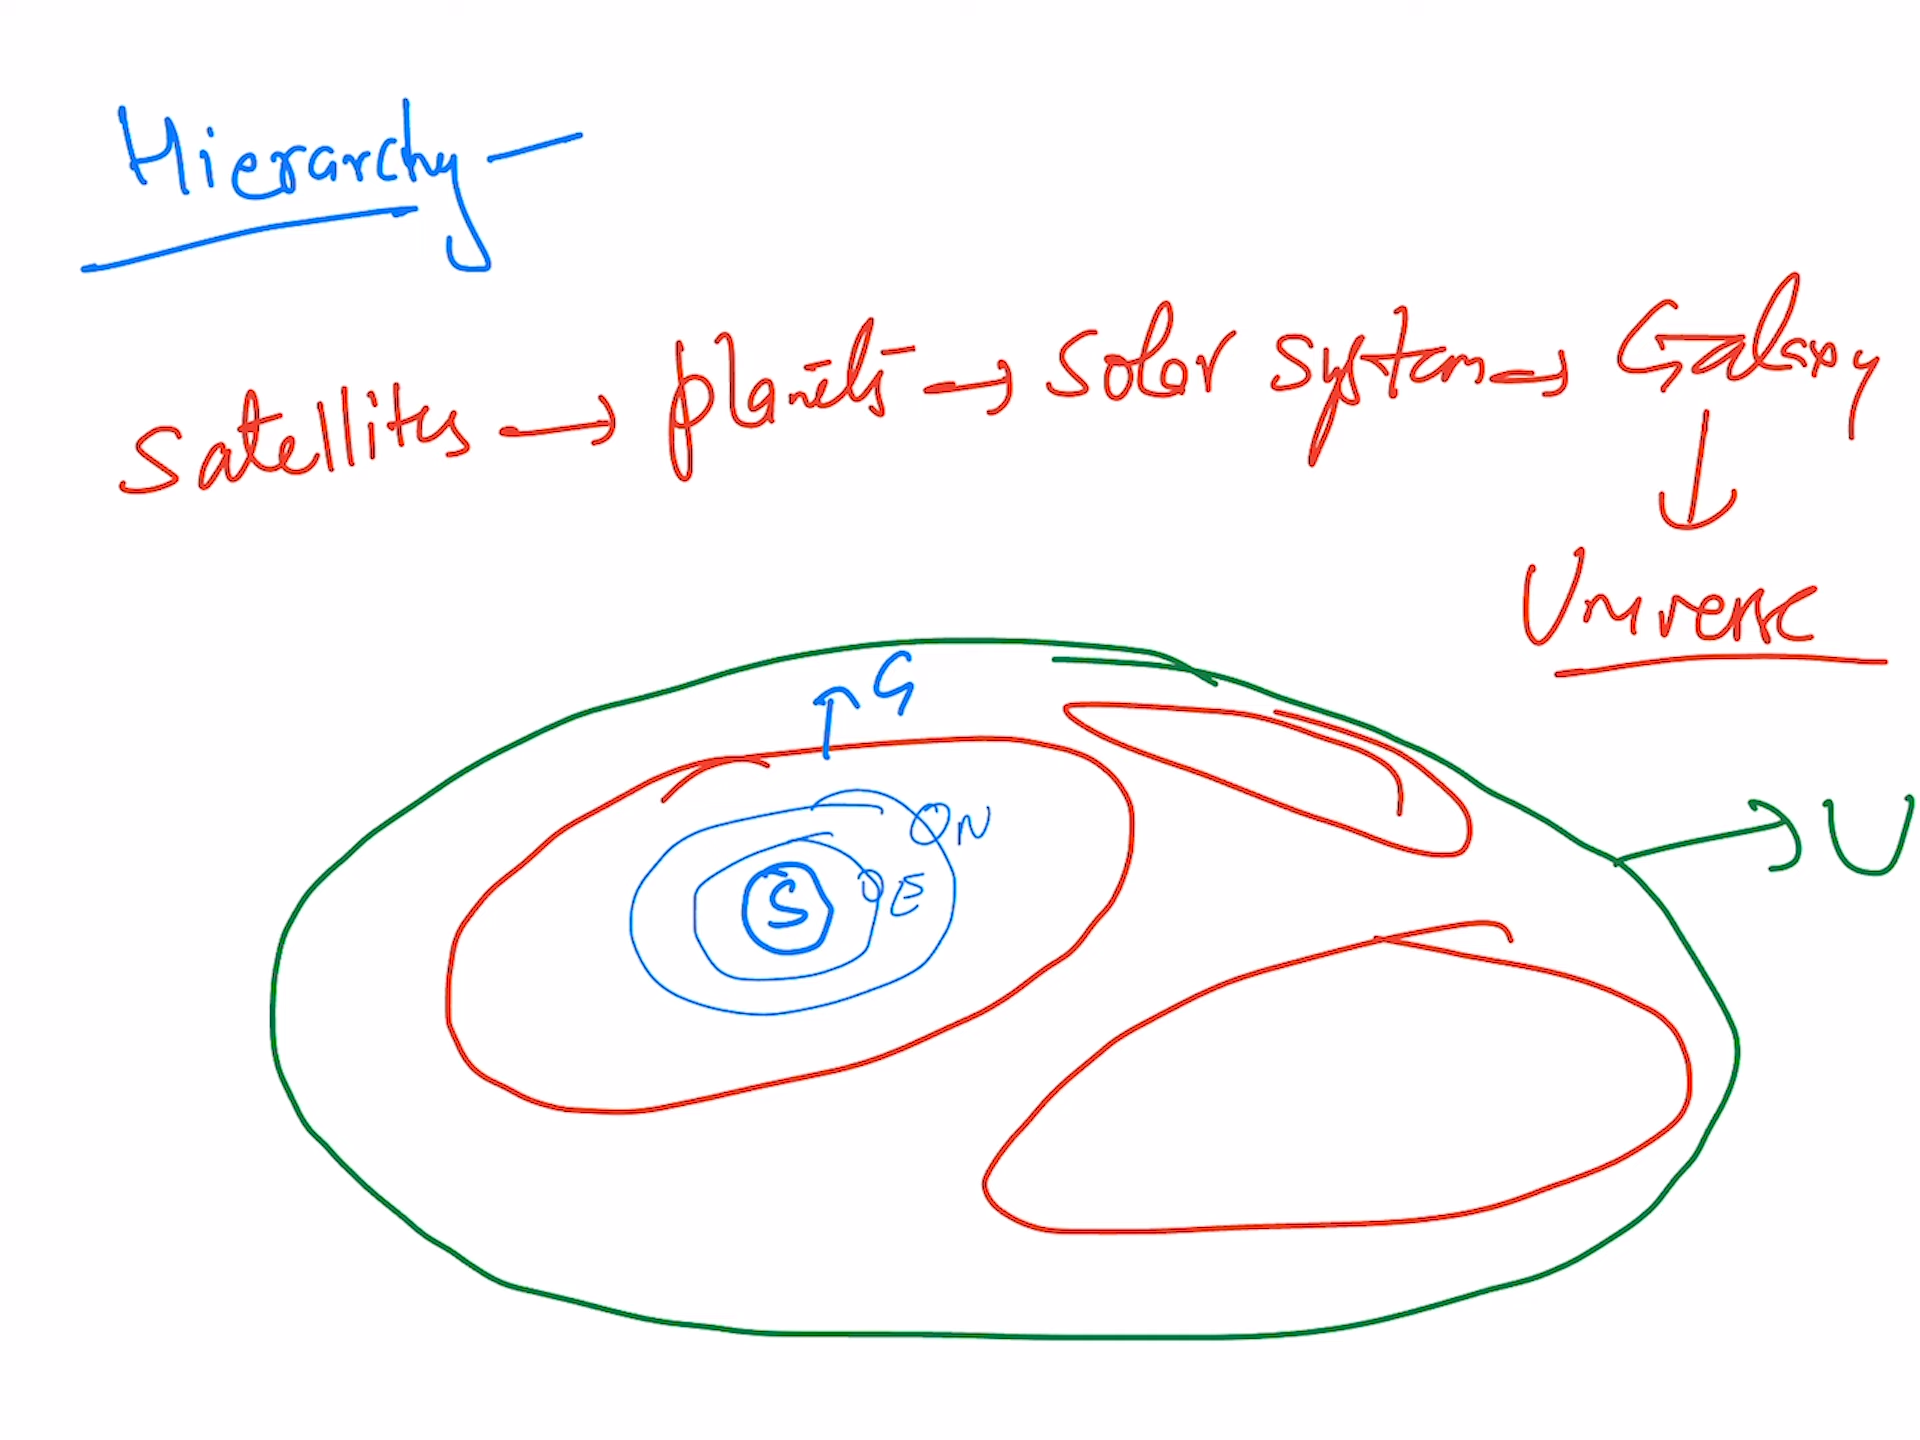 Hierarchy —
Satellites → planets → Solar system → Galaxy
↓
Universe
G
N
S E
U